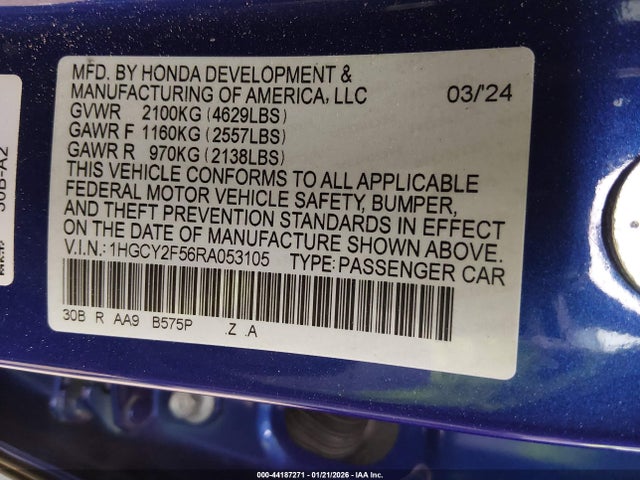 MFD. BY HONDA DEVELOPMENT &
MANUFACTURING OF AMERICA, LLC 03/'24
GVWR 2100KG (4629LBS)
GAWR F 1160KG (2557LBS)
GAWR R 970KG (2138LBS)
THIS VEHICLE CONFORMS TO ALL APPLICABLE
FEDERAL MOTOR VEHICLE SAFETY, BUMPER,
AND THEFT PREVENTION STANDARDS IN EFFECT
ON THE DATE OF MANUFACTURE SHOWN ABOVE.
V.I.N.: 1HGCY2F56RA053105 TYPE: PASSENGER CAR
30B R AA9 B575P .Z .A
30B-A2
000-44187271 | 01/21/2026 | IAA Inc.